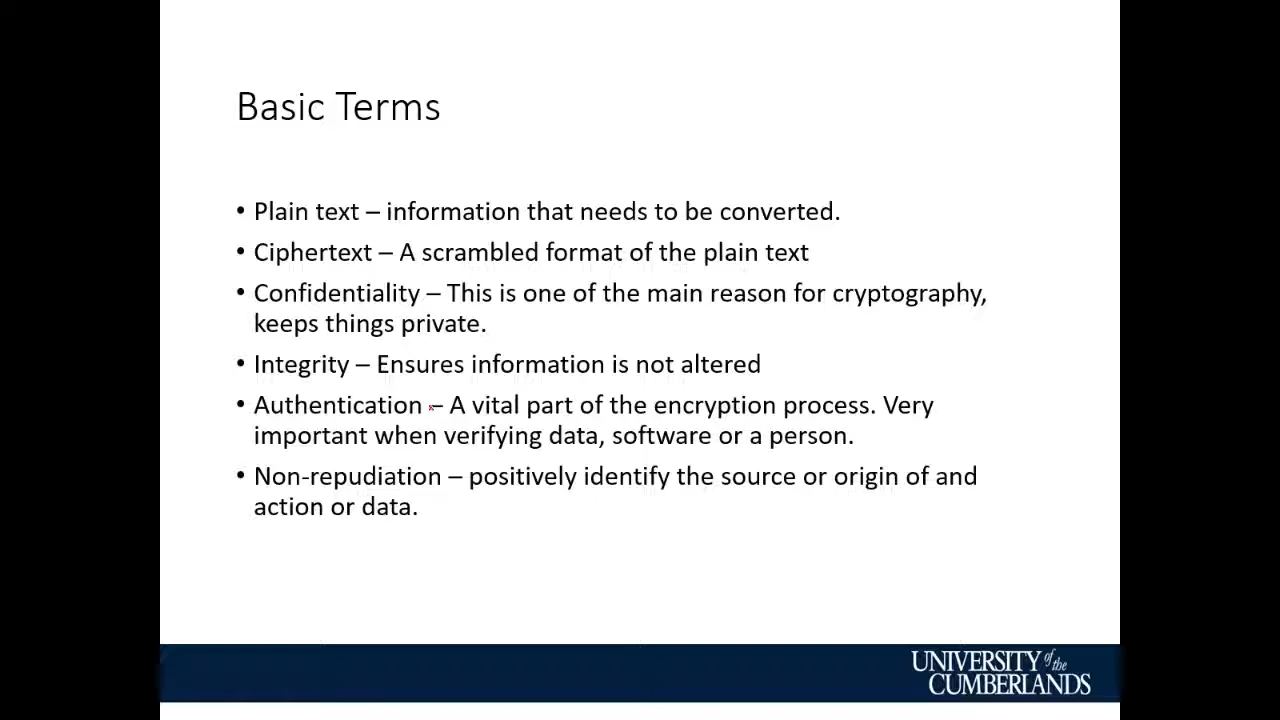 Basic Terms
• Plain text – information that needs to be converted.
• Ciphertext – A scrambled format of the plain text
• Confidentiality – This is one of the main reason for cryptography,
keeps things private.
• Integrity – Ensures information is not altered
• Authentication – A vital part of the encryption process. Very
important when verifying data, software or a person.
• Non-repudiation – positively identify the source or origin of and
action or data.
UNIVERSITY of the
CUMBERLANDS